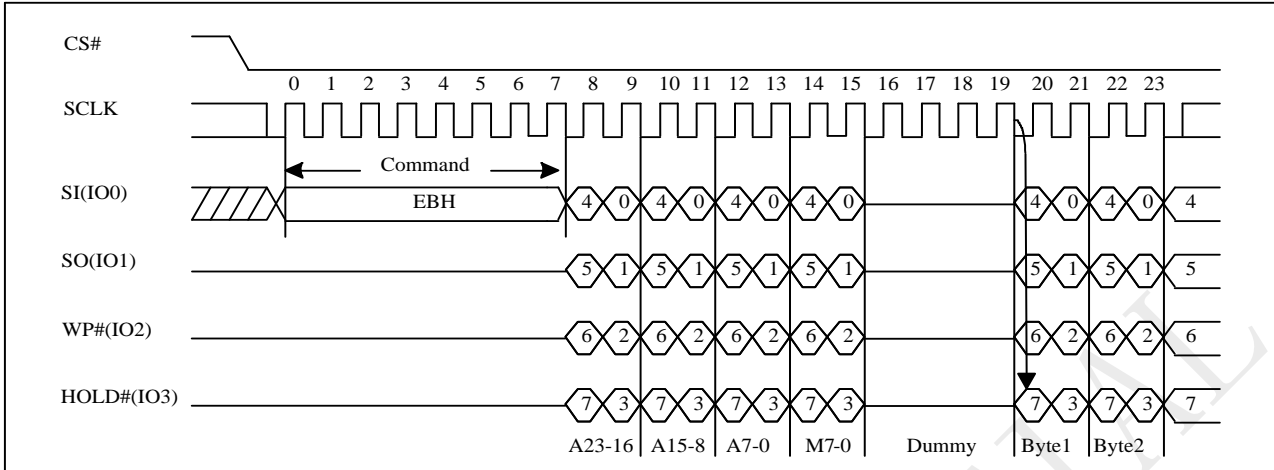 CS#
0 1 2 3 4 5 6 7 8 9 10 11 12 13 14 15 16 17 18 19 20 21 22 23
SCLK
Command
SI(IO0)
EBH 4 0 4 0 4 0 4 0 4 0 4 0 4
SO(IO1)
5 1 5 1 5 1 5 1 5 1 5 1 5
WP#(IO2)
6 2 6 2 6 2 6 2 6 2 6 2 6
HOLD#(IO3)
7 3 7 3 7 3 7 3 7 3 7 3 7
A23-16 A15-8 A7-0 M7-0 Dummy Byte1 Byte2